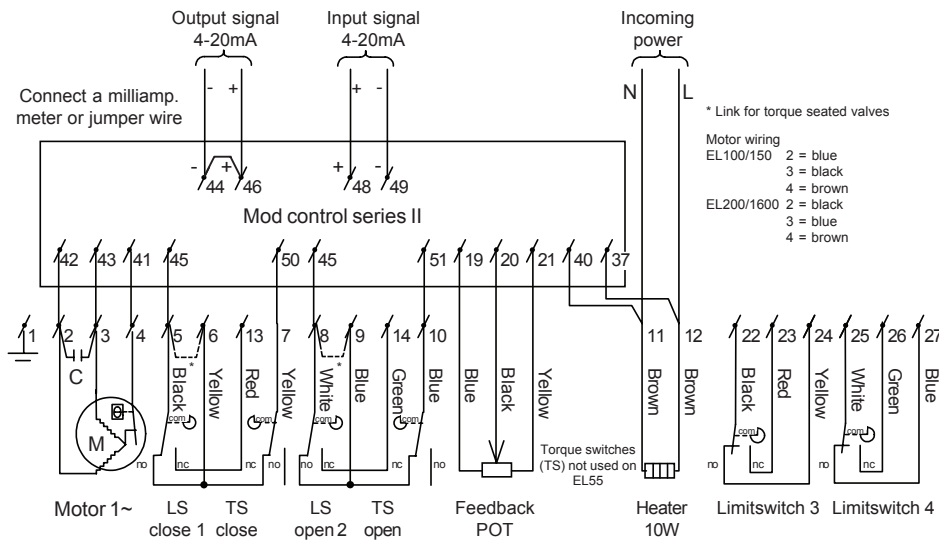 Output signal
4-20mA
Input signal
4-20mA
Incoming
power
- +
+ -
N
L
Connect a milliamp.
meter or jumper wire
* Link for torque seated valves
Motor wiring
EL100/150 2 = blue
3 = black
4 = brown
EL200/1600 2 = black
3 = blue
4 = brown
- +
44 46
+ -
48 49
Mod control series II
42 43 41 45 50 45 51 19 20 21 40 37
1 2 3 4 5 6 13 7 8 9 14 10 11 12 22 23 24 25 26 27
C
* *
Black Yellow Red Yellow White Blue Green Blue Blue Black Yellow Brown Brown Black Red Yellow White Green Blue
M
com com com com com com
no nc nc no no nc nc no no nc no nc
Torque switches
(TS) not used on
EL55
Motor 1~
LS
close 1
TS
close
LS
open 2
TS
open
Feedback
POT
Heater
10W
Limitswitch 3
Limitswitch 4